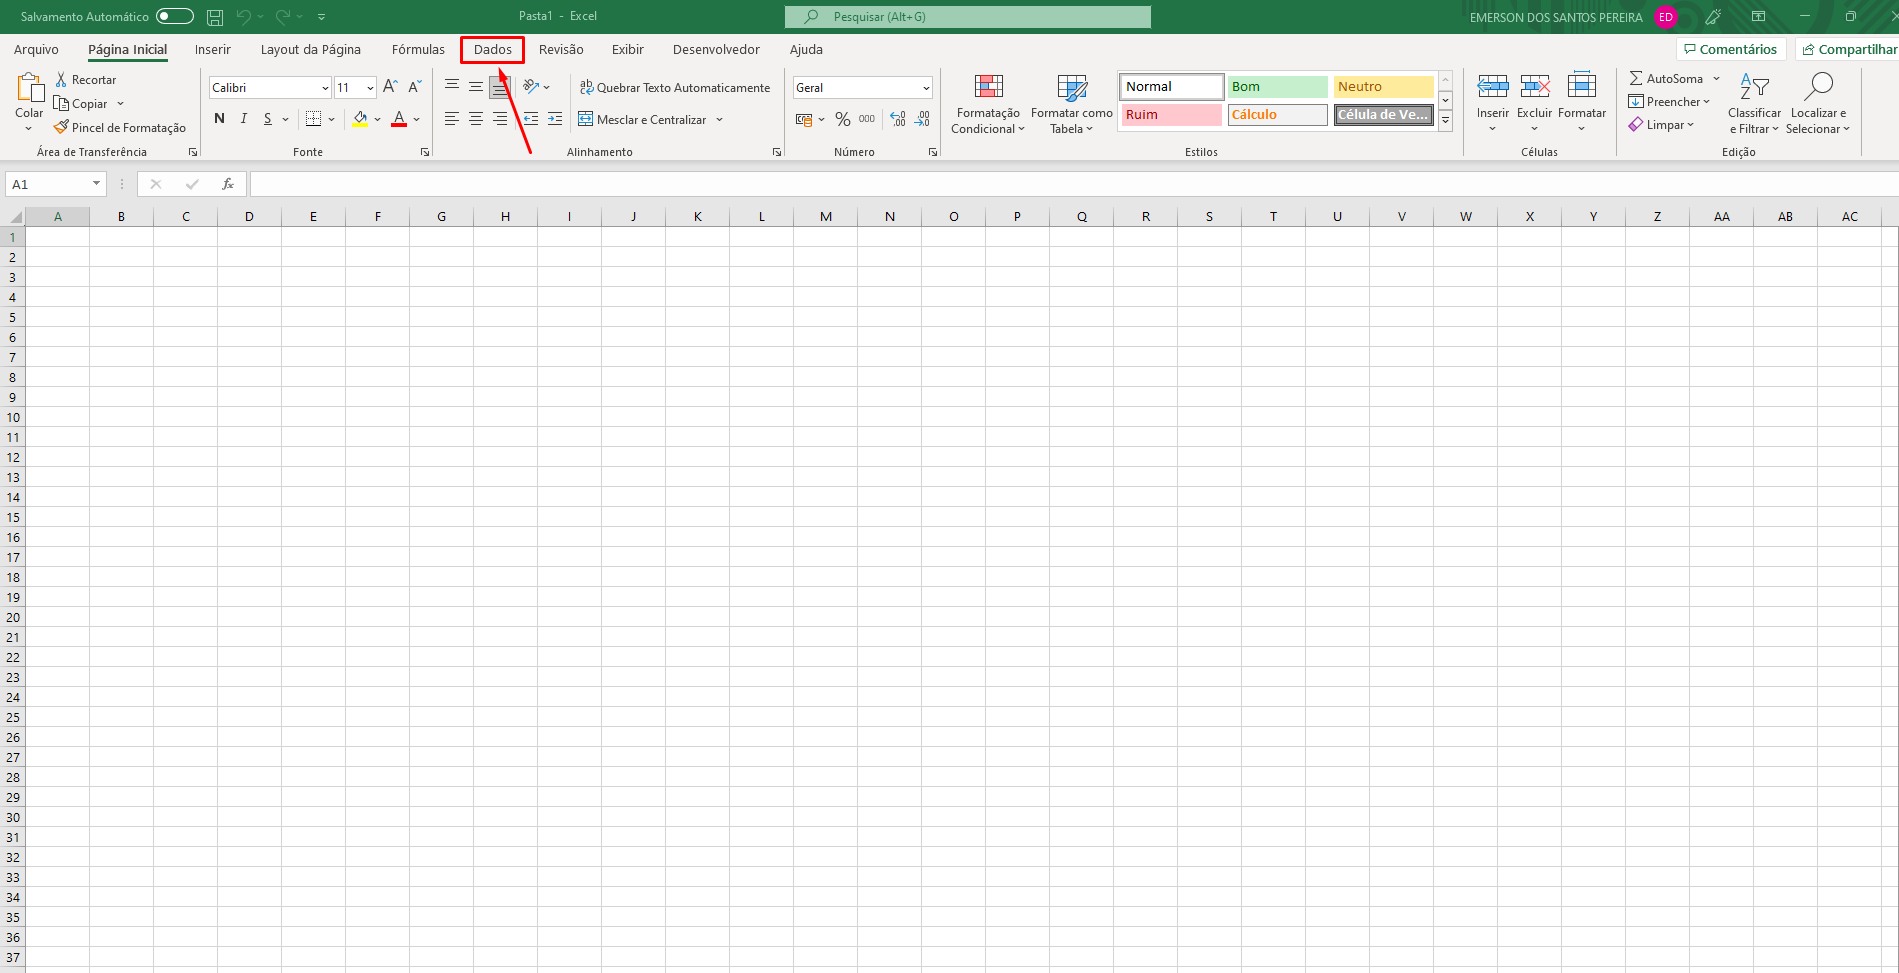 Salvamento Automático
Pasta1 - Excel
Pesquisar (Alt+G)
EMERSON DOS SANTOS PEREIRA
ED
Arquivo
Página Inicial
Inserir
Layout da Página
Fórmulas
Dados
Revisão
Exibir
Desenvolvedor
Ajuda
Comentários
Compartilhar
Colar
Recortar
Copiar
Pincel de Formatação
Área de Transferência
Calibri
11
N I S
Fonte
Quebrar Texto Automaticamente
Mesclar e Centralizar
Alinhamento
Geral
% 000
Número
Formatação
Condicional
Formatar como
Tabela
Normal
Bom
Neutro
Ruim
Cálculo
Célula de Ve...
Estilos
Inserir
Excluir
Formatar
Células
AutoSoma
Preencher
Limpar
Classificar
e Filtrar
Localizar e
Selecionar
Edição
A1
fx
A B C D E F G H I J K L M N O P Q R S T U V W X Y Z AA AB AC
1
2
3
4
5
6
7
8
9
10
11
12
13
14
15
16
17
18
19
20
21
22
23
24
25
26
27
28
29
30
31
32
33
34
35
36
37